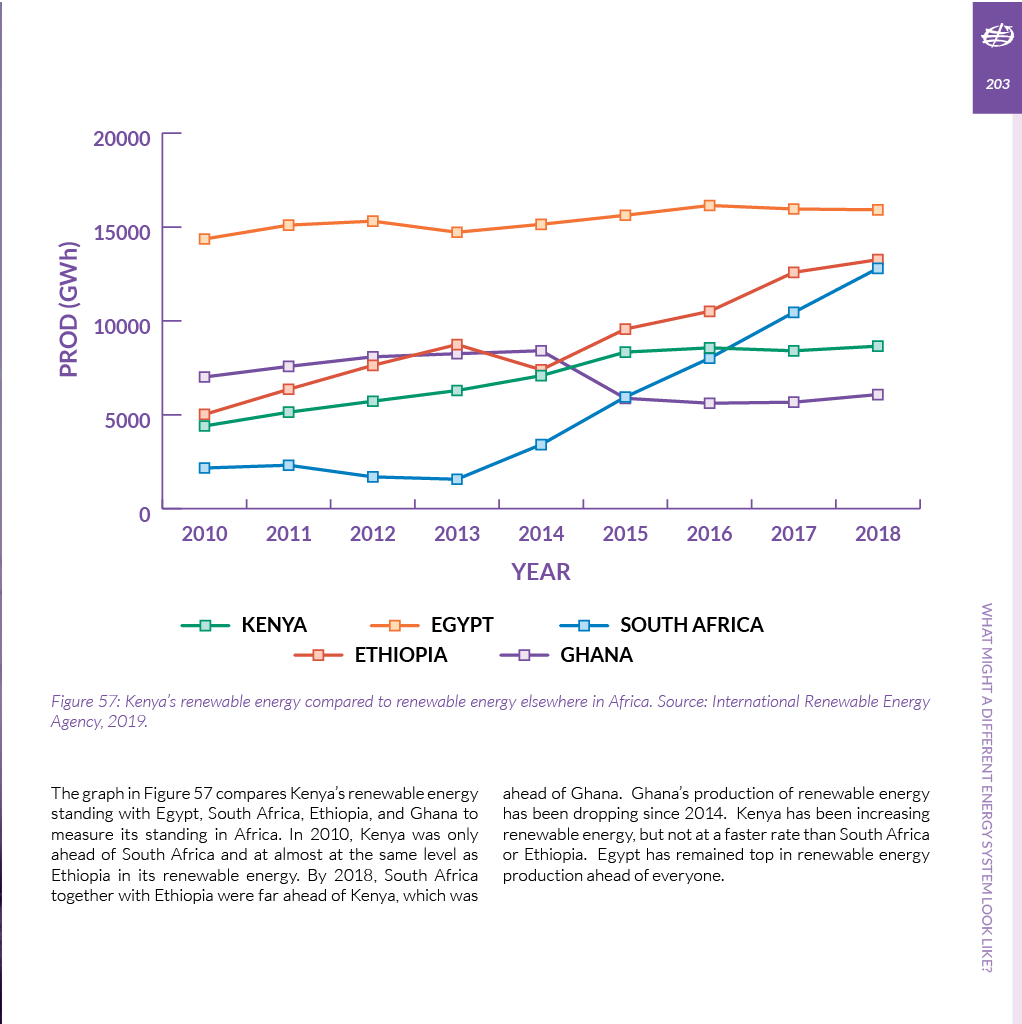 203
20000
15000
10000
5000
0
PROD (GWh)
2010 2011 2012 2013 2014 2015 2016 2017 2018
YEAR
KENYA EGYPT SOUTH AFRICA
ETHIOPIA GHANA
Figure 57: Kenya’s renewable energy compared to renewable energy elsewhere in Africa. Source: International Renewable Energy
Agency, 2019.
The graph in Figure 57 compares Kenya’s renewable energy
standing with Egypt, South Africa, Ethiopia, and Ghana to
measure its standing in Africa. In 2010, Kenya was only
ahead of South Africa and at almost at the same level as
Ethiopia in its renewable energy. By 2018, South Africa
together with Ethiopia were far ahead of Kenya, which was
ahead of Ghana. Ghana’s production of renewable energy
has been dropping since 2014. Kenya has been increasing
renewable energy, but not at a faster rate than South Africa
or Ethiopia. Egypt has remained top in renewable energy
production ahead of everyone.
WHAT MIGHT A DIFFERENT ENERGY SYSTEM LOOK LIKE?